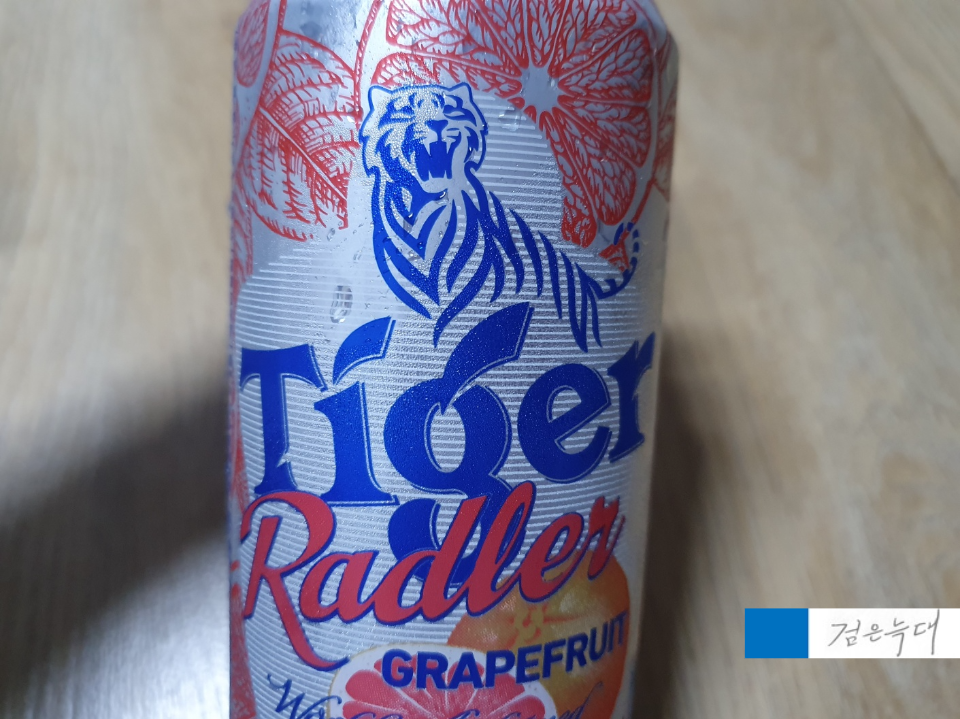 Tiger
Radler
GRAPEFRUIT
검은늑대